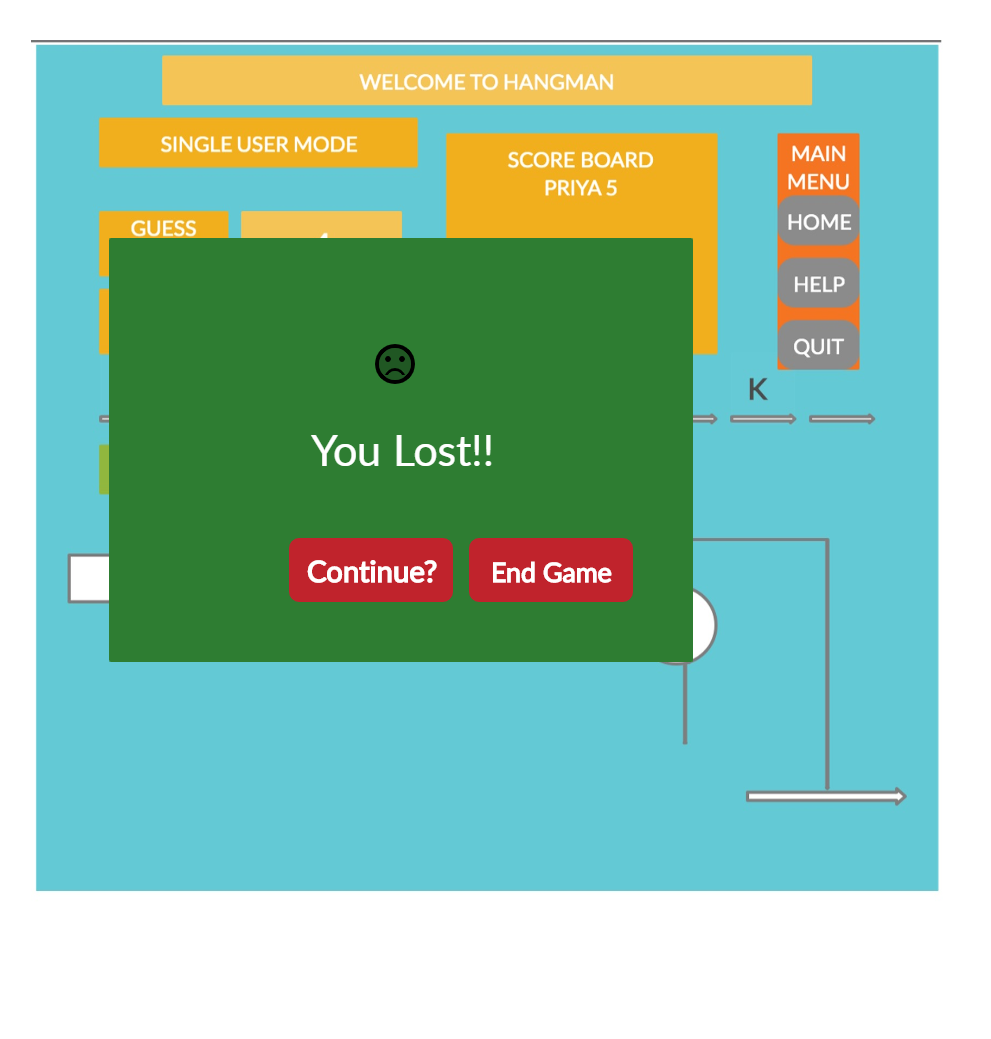 WELCOME TO HANGMAN
SINGLE USER MODE
SCORE BOARD
PRIYA 5
MAIN
MENU
HOME
HELP
QUIT
GUESS
K
You Lost!!
Continue?
End Game